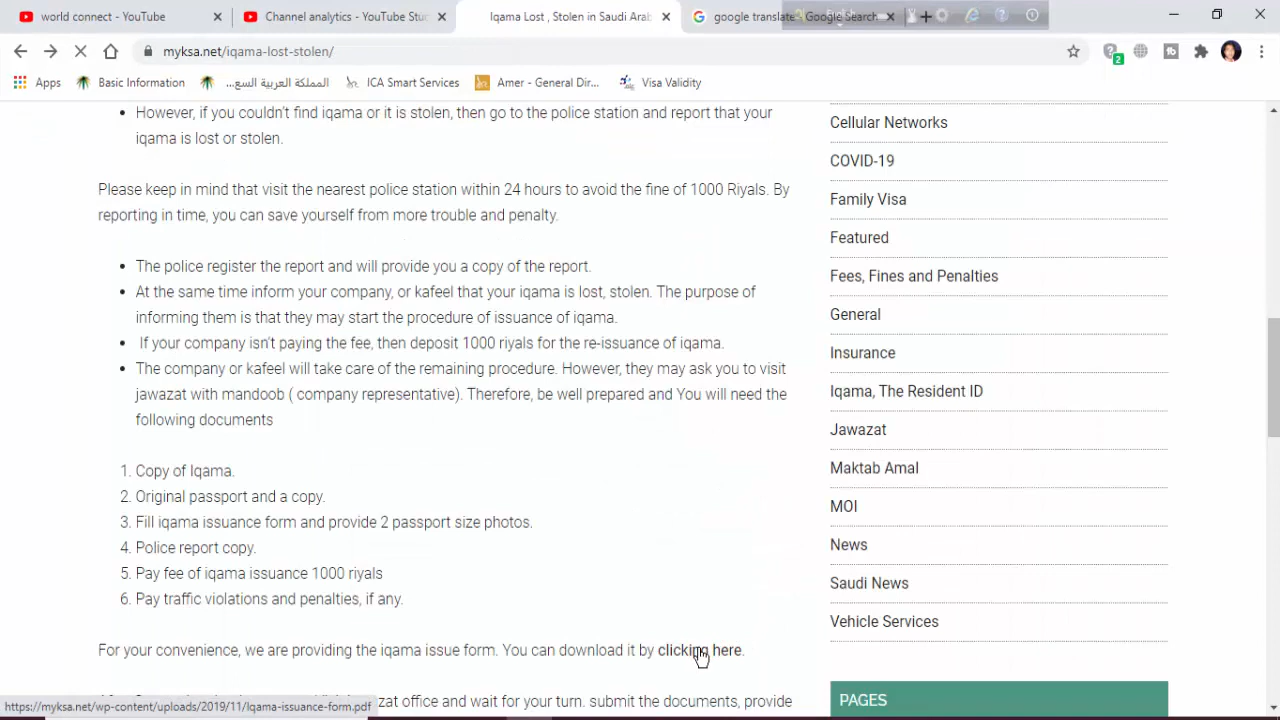 world connect - YouTube
Channel analytics - YouTube Stu
Iqama Lost , Stolen in Saudi Arab
google translate - Google Search
myksa.net/iqama-lost-stolen/
2
Apps
Basic Information
المملكة العربية السع...
ICA Smart Services
Amer - General Dir...
Visa Validity
However, if you couldn't find iqama or it is stolen, then go to the police station and report that your
iqama is lost or stolen.
Please keep in mind that visit the nearest police station within 24 hours to avoid the fine of 1000 Riyals. By
reporting in time, you can save yourself from more trouble and penalty.
The police register the report and will provide you a copy of the report.
At the same time inform your company, or kafeel that your iqama is lost, stolen. The purpose of
informing them is that they may start the procedure of issuance of iqama.
If your company isn't paying the fee, then deposit 1000 riyals for the re-issuance of iqama.
The company or kafeel will take care of the remaining procedure. However, they may ask you to visit
jawazat with mandoob ( company representative). Therefore, be well prepared and You will need the
following documents
1. Copy of Iqama.
2. Original passport and a copy.
3. Fill iqama issuance form and provide 2 passport size photos.
4. Police report copy.
5. Pay fee of iqama issuance 1000 riyals
6. Pay traffic violations and penalties, if any.
For your convenience, we are providing the iqama issue form. You can download it by clicking here.
zat office and wait for your turn. submit the documents, provide
https://myksa.net/wp-content/uploads/2019/11/Iqama-issuance-form.pdf
Cellular Networks
COVID-19
Family Visa
Featured
Fees, Fines and Penalties
General
Insurance
Iqama, The Resident ID
Jawazat
Maktab Amal
MOI
News
Saudi News
Vehicle Services
PAGES